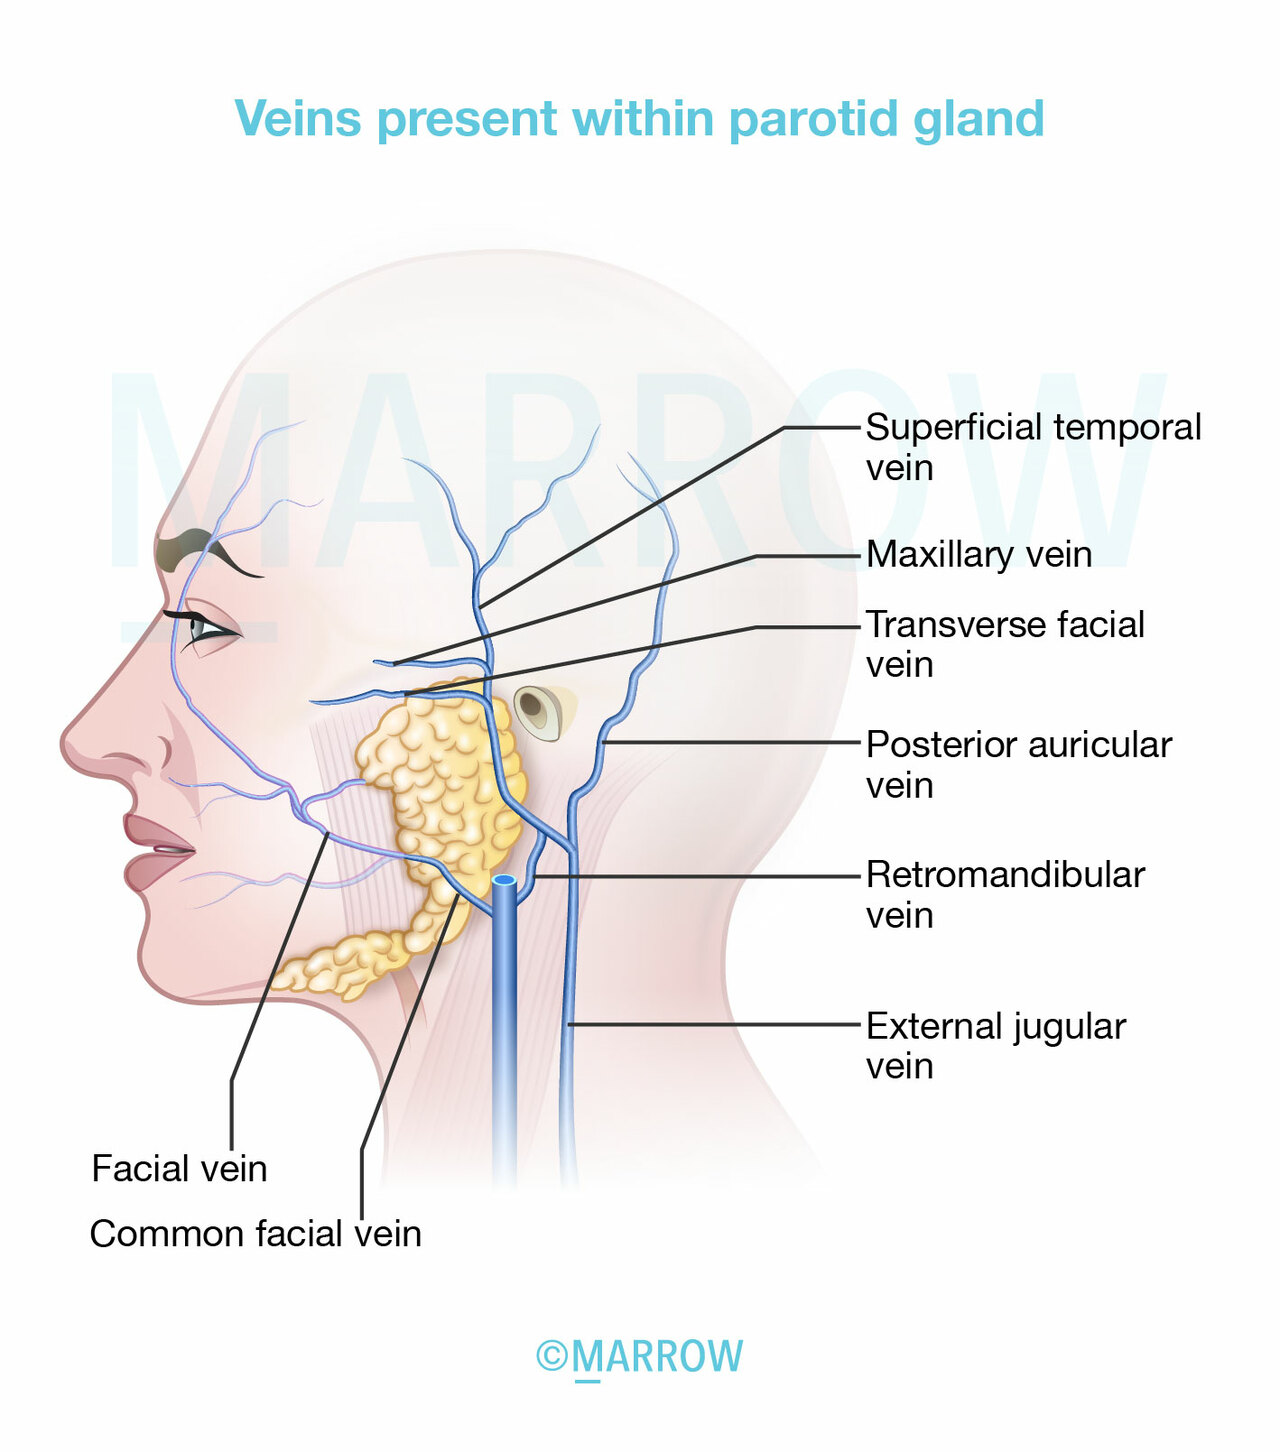 Veins present within parotid gland
MARROW
Superficial temporal
vein
Maxillary vein
Transverse facial
vein
Posterior auricular
vein
Retromandibular
vein
External jugular
vein
Facial vein
Common facial vein
©MARROW